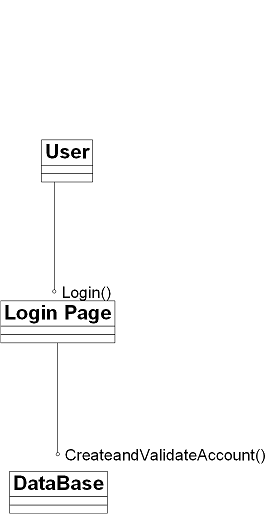 User
Login()
Login Page
CreateandValidateAccount()
DataBase